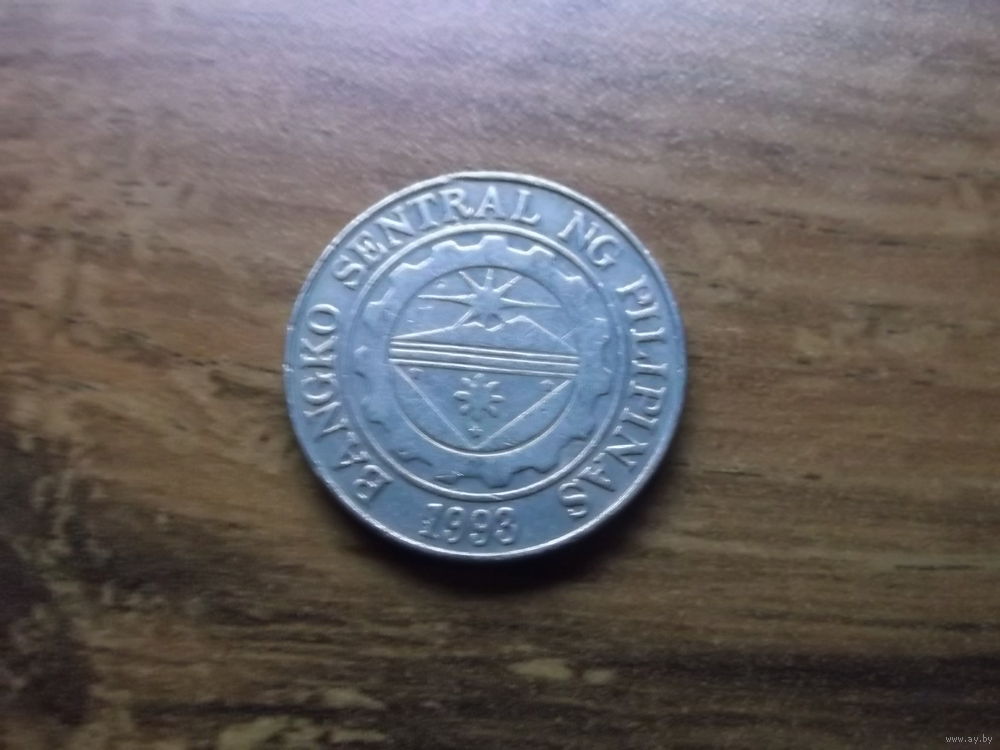 BANGKO SENTRAL NG PILIPINAS
1993
www.ay.by